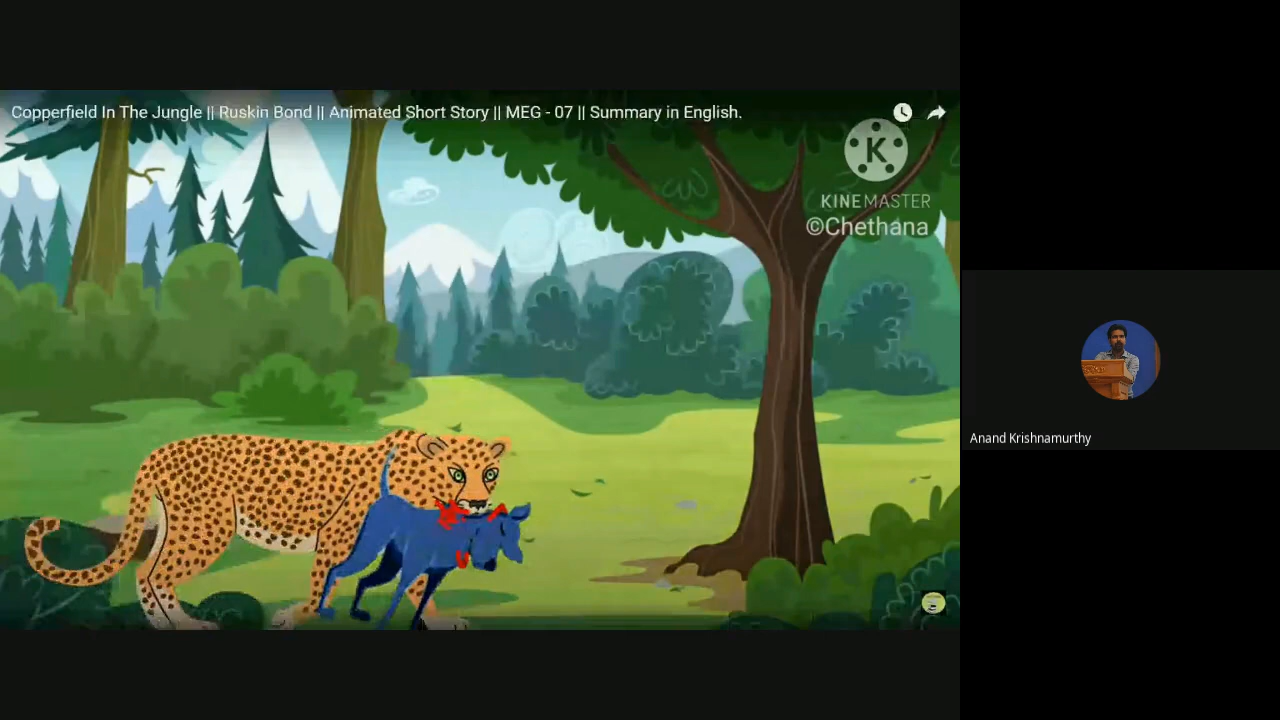 Copperfield In The Jungle || Ruskin Bond || Animated Short Story || MEG - 07 || Summary in English.
K
KINEMASTER
©Chethana
Anand Krishnamurthy